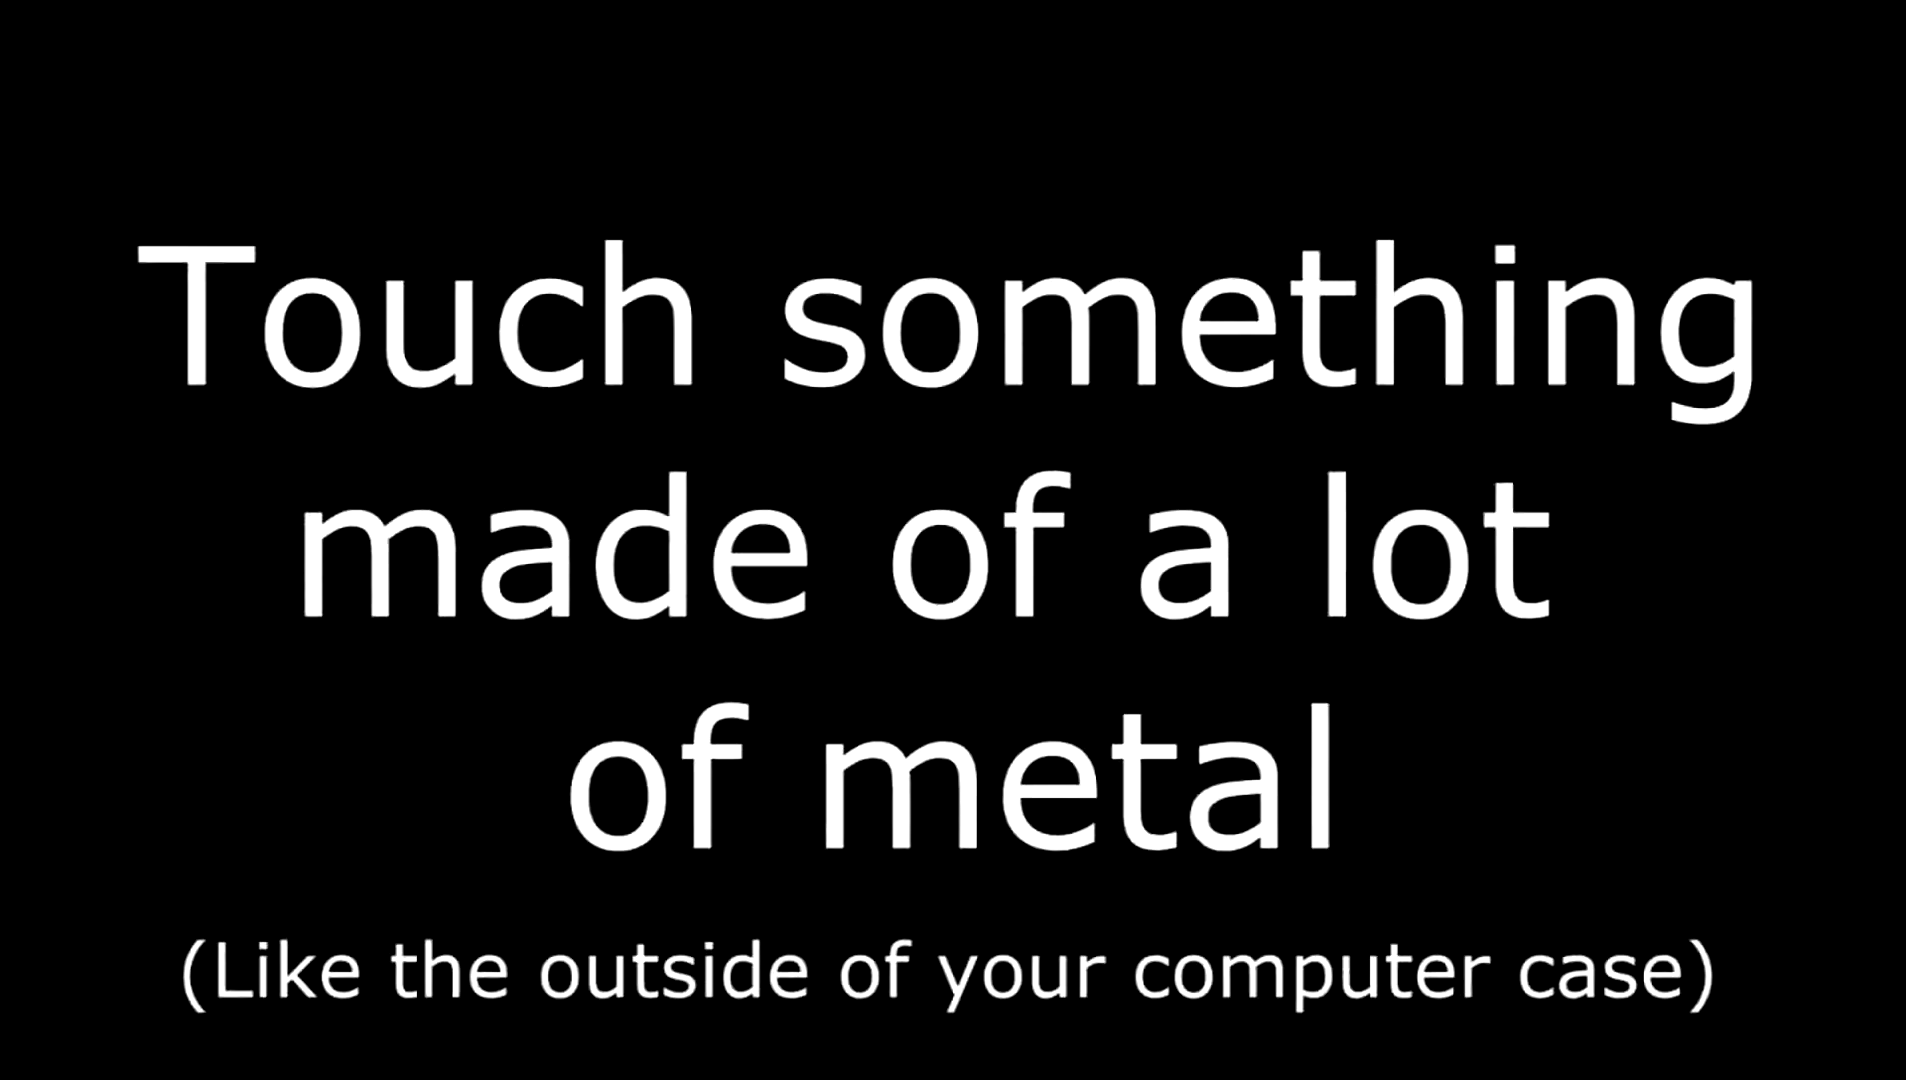 Touch something
made of a lot
of metal
(Like the outside of your computer case)